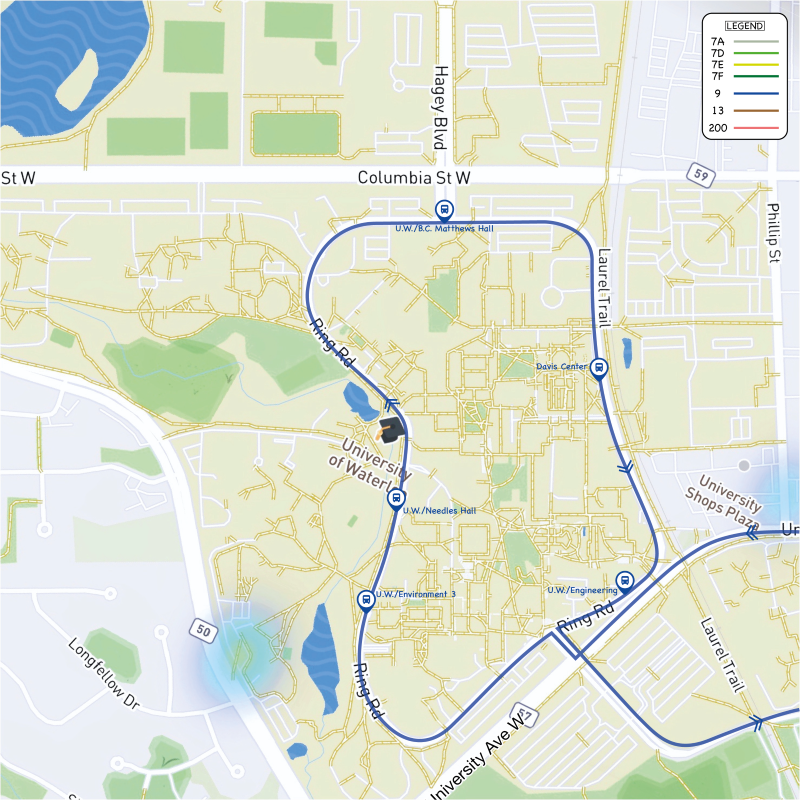 LEGEND
7A
7D
7E
7F
9
13
200
Hagey Blvd
St W
Columbia St W
59
Phillip St
U.W./B.C. Matthews Hall
Laurel Trail
Ring Rd
Davis Center
University
of Waterl
University
Shops Plaza
U.W./Needles Hall
Ur
U.W./Engineering
U.W./Environment 3
Ring Rd
50
Longfellow Dr
Laurel Trail
Ring Rd
57
University Ave W